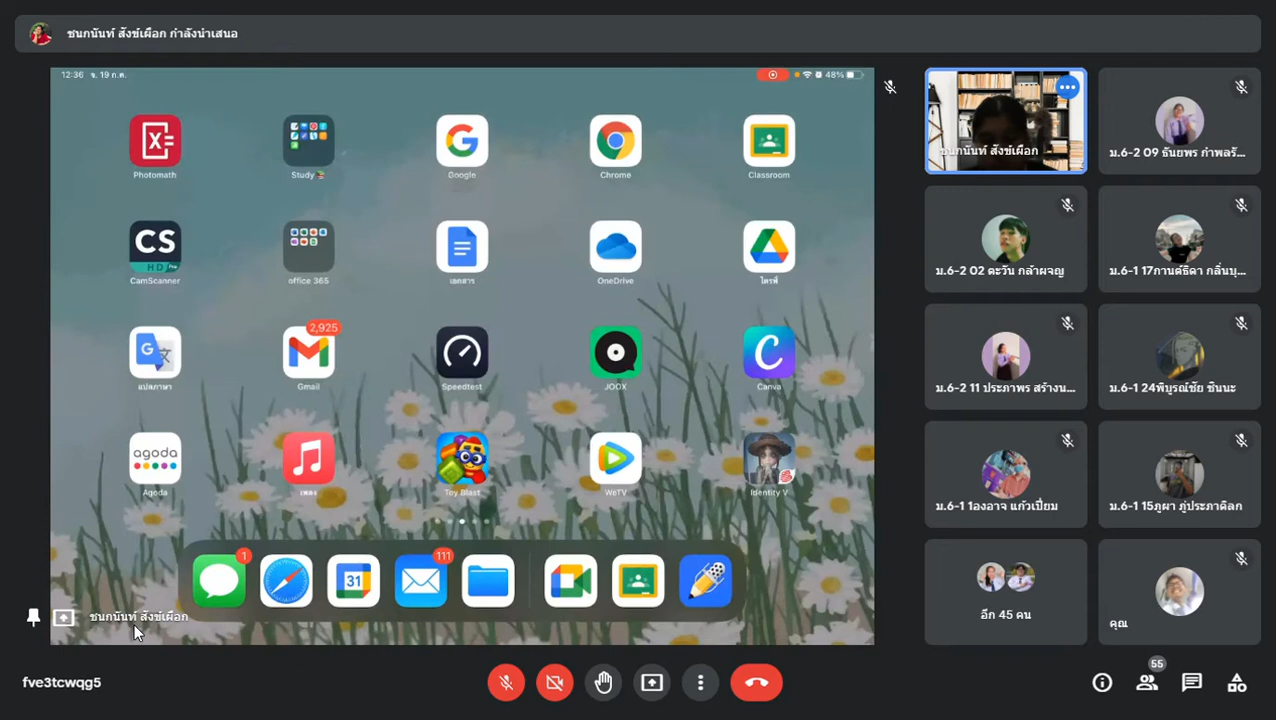 ชนกนันท์ สังข์เผือก กำลังนำเสนอ
12:36 จ. 19 ก.ค.
48%
Photomath
Study
Google
Chrome
Classroom
CS
HD Pro
CamScanner
office 365
เอกสาร
OneDrive
ไดรฟ์
2,925
แปลภาษา
Gmail
Speedtest
JOOX
Canva
agoda
Agoda
เพลง
Toy Blast
WeTV
Identity V
1
31
111
ชนกนันท์ สังข์เผือก
ชนกนันท์ สังข์เผือก
ม.6-2 09 ธันยพร กำพลรั...
ม.6-2 02 ตะวัน กล้าผจญ
ม.6-1 17กานต์ธิดา กลิ่นบุ...
ม.6-2 11 ประภาพร สร้างน...
ม.6-1 24พิบูรณ์ชัย ชินนะ
ม.6-1 1องอาจ แก้วเปี่ยม
ม.6-1 15ภูผา ภู่ประภาดิลก
อีก 45 คน
คุณ
fve3tcwqg5
55